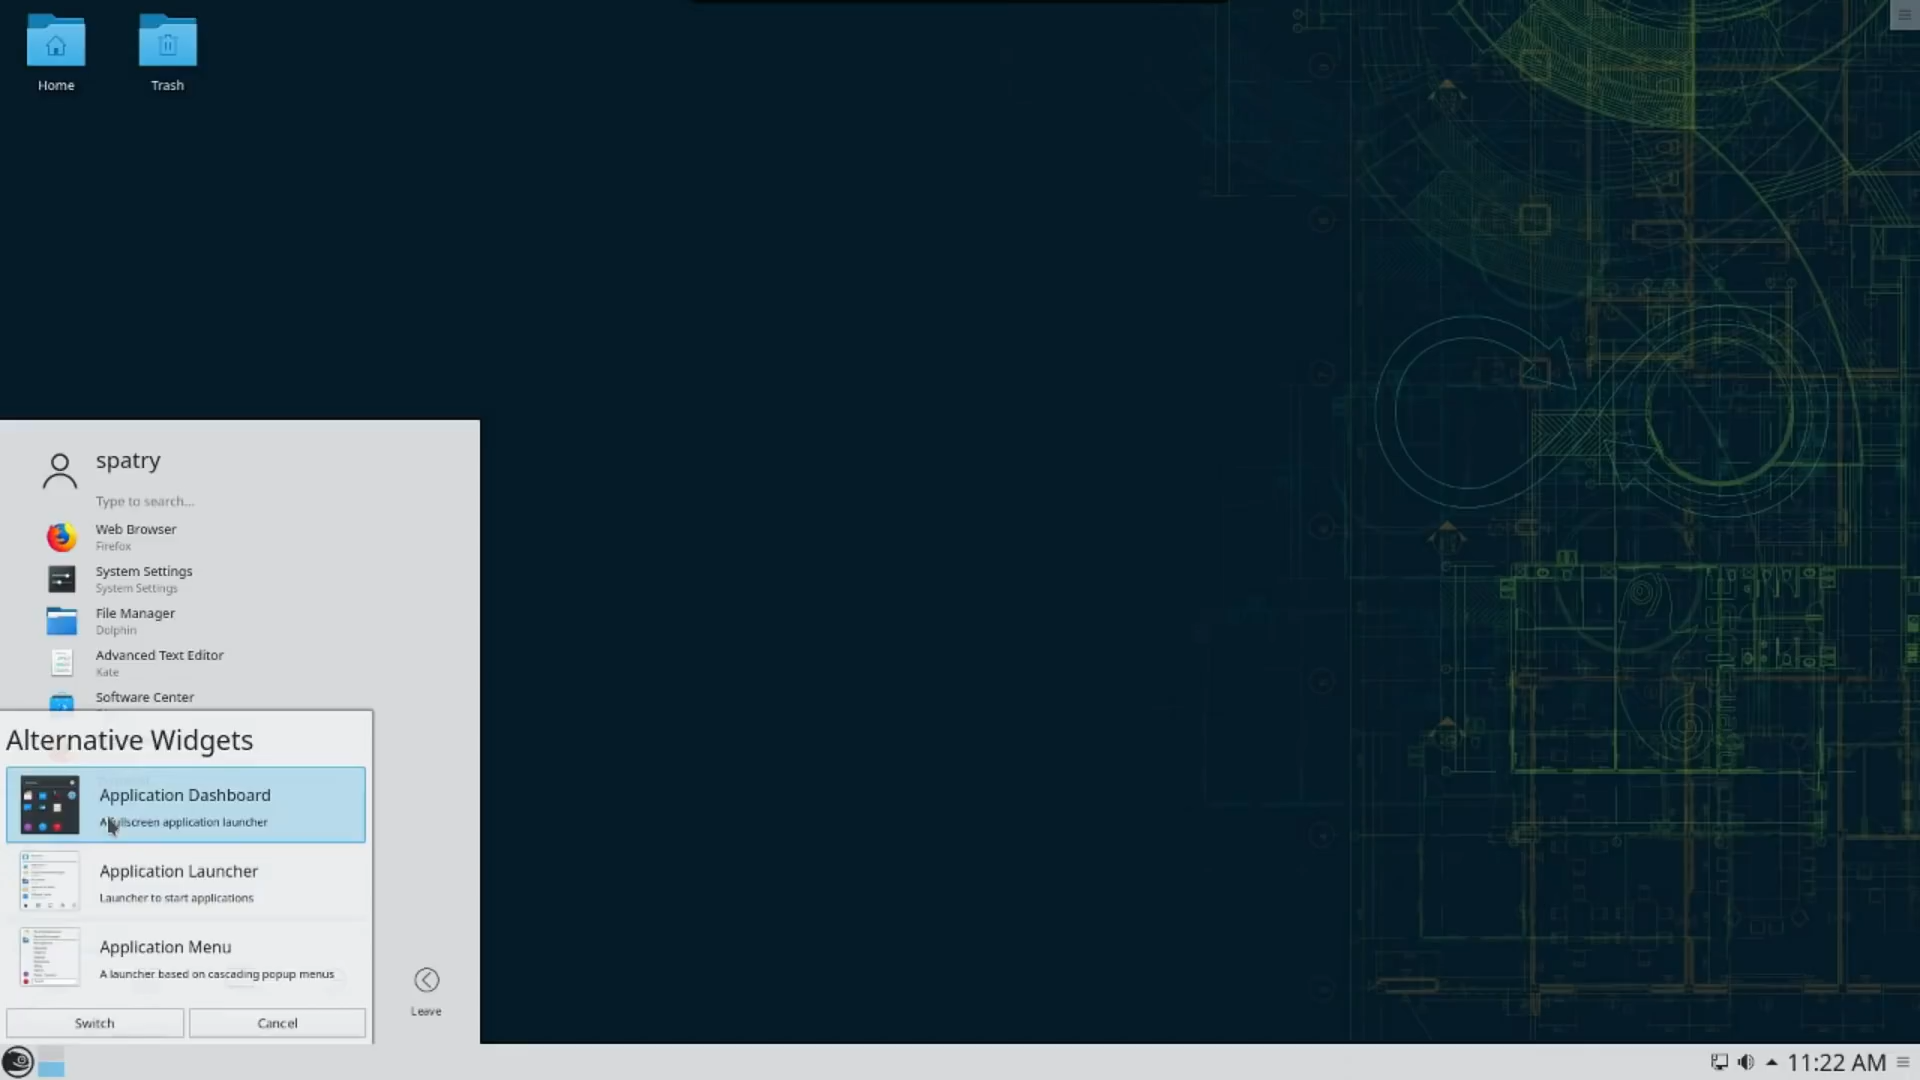 Home
Trash
spatry
Type to search...
Web Browser
Firefox
System Settings
System Settings
File Manager
Dolphin
Advanced Text Editor
Kate
Software Center
Alternative Widgets
Application Dashboard
A fullscreen application launcher
Application Launcher
Launcher to start applications
Application Menu
A launcher based on cascading popup menus
Switch
Cancel
Leave
11:22 AM